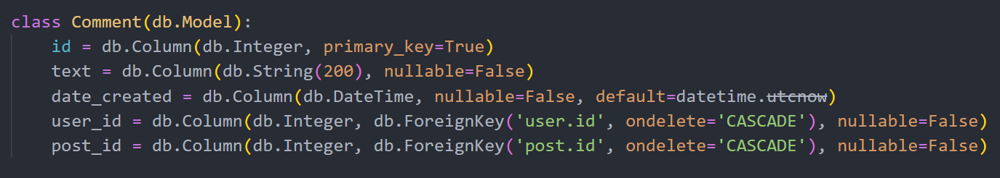 class Comment(db.Model):
    id = db.Column(db.Integer, primary_key=True)
    text = db.Column(db.String(200), nullable=False)
    date_created = db.Column(db.DateTime, nullable=False, default=datetime.utcnow)
    user_id = db.Column(db.Integer, db.ForeignKey('user.id', ondelete='CASCADE'), nullable=False)
    post_id = db.Column(db.Integer, db.ForeignKey('post.id', ondelete='CASCADE'), nullable=False)